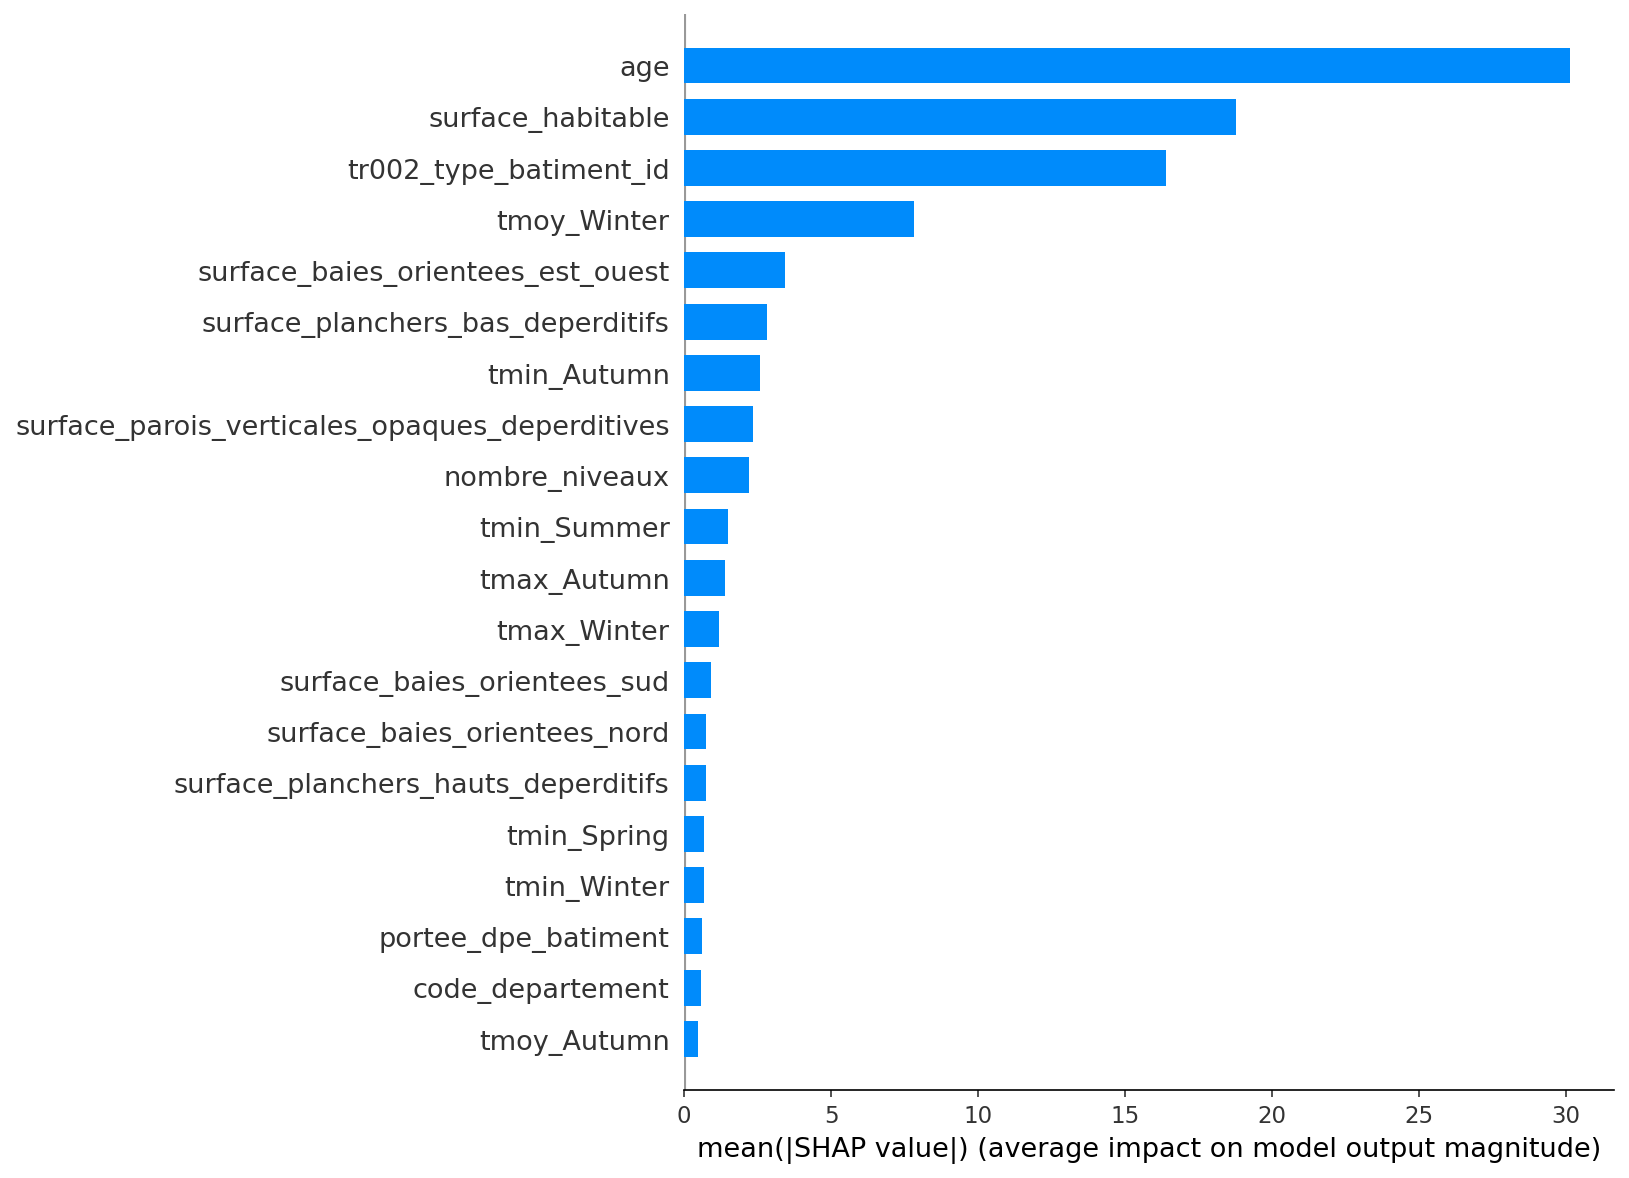 age
surface_habitable
tr002_type_batiment_id
tmoy_Winter
surface_baies_orientees_est_ouest
surface_planchers_bas_deperditifs
tmin_Autumn
surface_parois_verticales_opaques_deperditives
nombre_niveaux
tmin_Summer
tmax_Autumn
tmax_Winter
surface_baies_orientees_sud
surface_baies_orientees_nord
surface_planchers_hauts_deperditifs
tmin_Spring
tmin_Winter
portee_dpe_batiment
code_departement
tmoy_Autumn
0 5 10 15 20 25 30
mean(|SHAP value|) (average impact on model output magnitude)